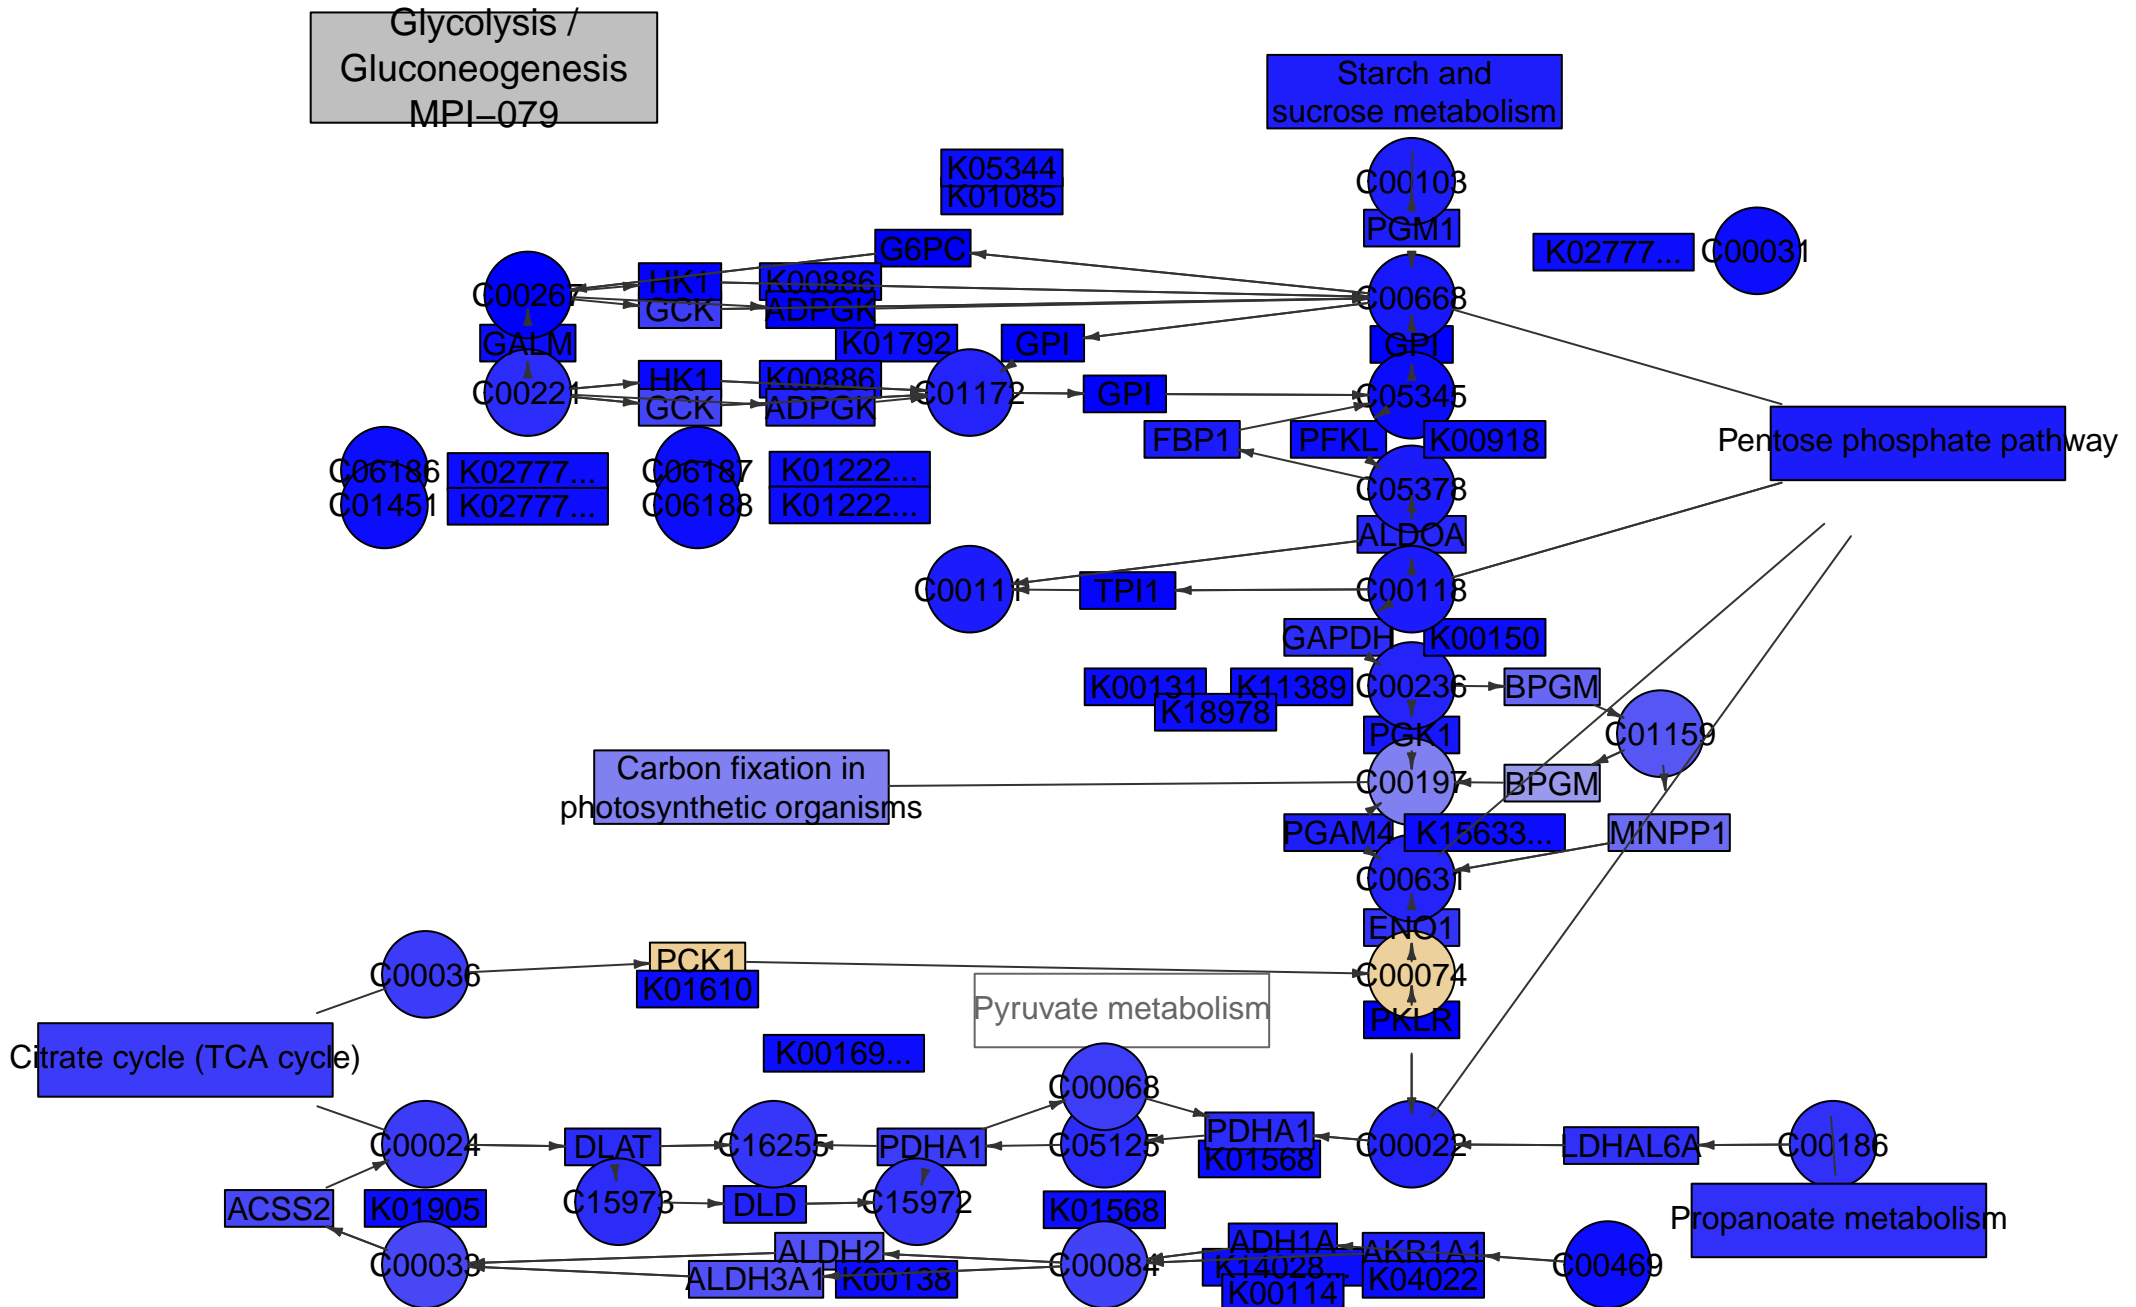 Glycolysis /
Gluconeogenesis
MPI–079
Starch and
sucrose metabolism
K05344
K01085
C00103
PGM1
G6PC
K02777...
C00031
C00267
HK1
K00886
GCK
ADPGK
C00668
GALM
K01792
GPI
GPI
C00221
HK1
K00886
GCK
ADPGK
C01172
GPI
C05345
FBP1
PFKL
K00918
Pentose phosphate pathway
C06186
K02777...
C06187
K01222...
C01451
K02777...
C06188
K01222...
C05378
ALDOA
C00111
TPI1
C00118
GAPDH
K00150
K00131
K11389
K18978
C00236
BPGM
PGK1
C01159
Carbon fixation in
photosynthetic organisms
C00197
BPGM
PGAM4
K15633...
MINPP1
C00631
ENO1
C00036
PCK1
K01610
C00074
Pyruvate metabolism
PKLR
Citrate cycle (TCA cycle)
K00169...
C00068
C00024
DLAT
C16255
PDHA1
C05125
PDHA1
K01568
C00022
LDHAL6A
C00186
ACSS2
K01905
C15973
DLD
C15972
K01568
Propanoate metabolism
C00033
ALDH2
ALDH3A1
K00138
C00084
ADH1A
K14028...
K00114
AKR1A1
K04022
C00469